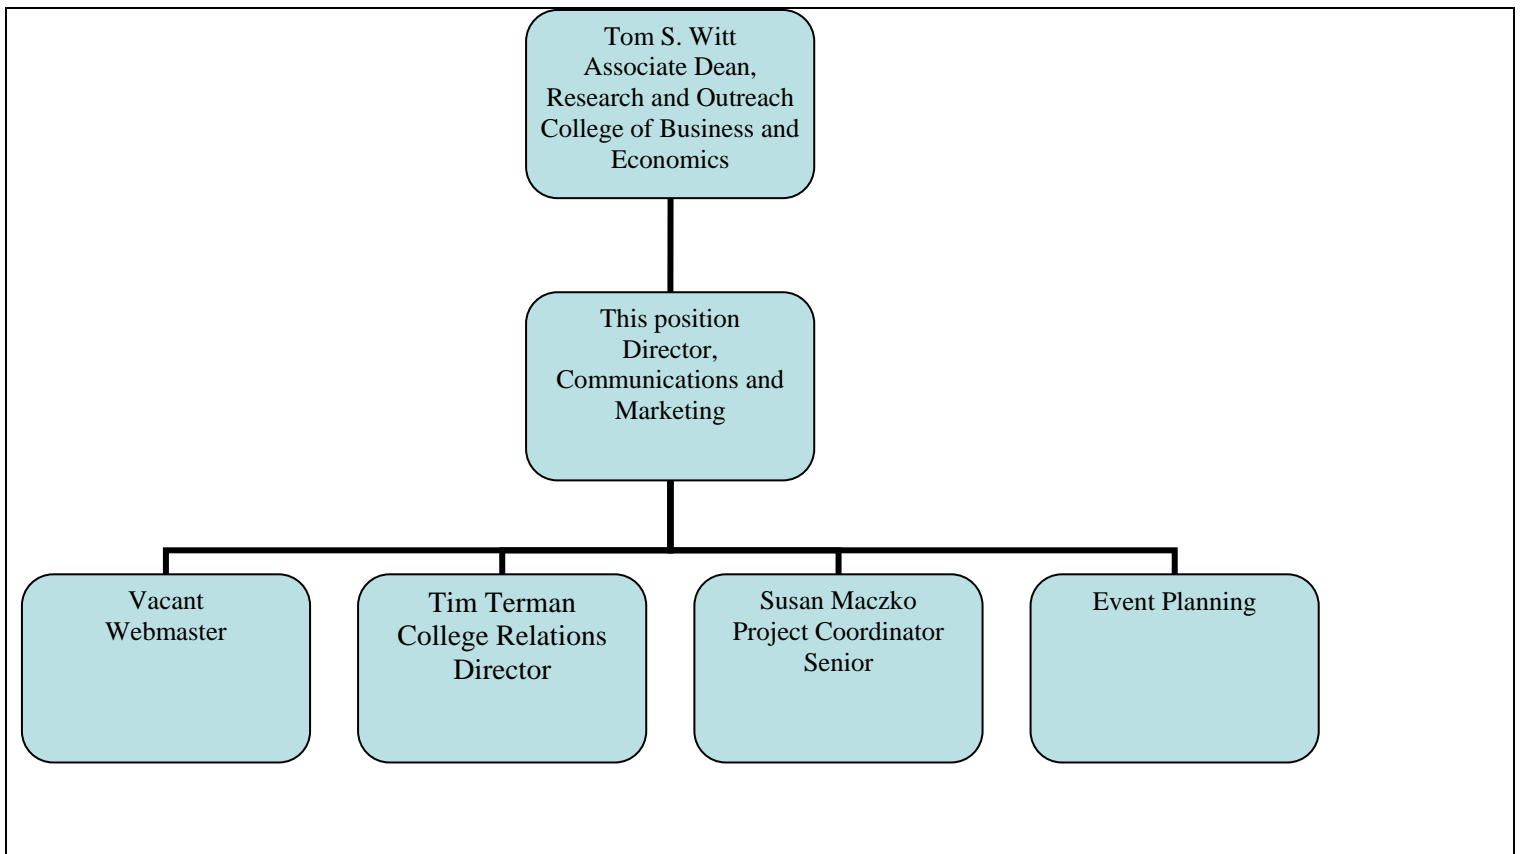 Tom S. Witt
Associate Dean,
Research and Outreach
College of Business and
Economics
This position
Director,
Communications and
Marketing
Vacant
Webmaster
Tim Terman
College Relations
Director
Susan Maczko
Project Coordinator
Senior
Event Planning